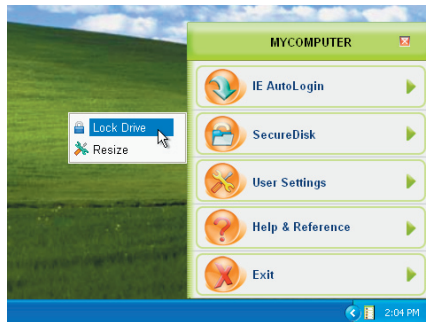 MYCOMPUTER
IE AutoLogin
Lock Drive
SecureDisk
Resize
User Settings
Help & Reference
Exit
2:04 PM